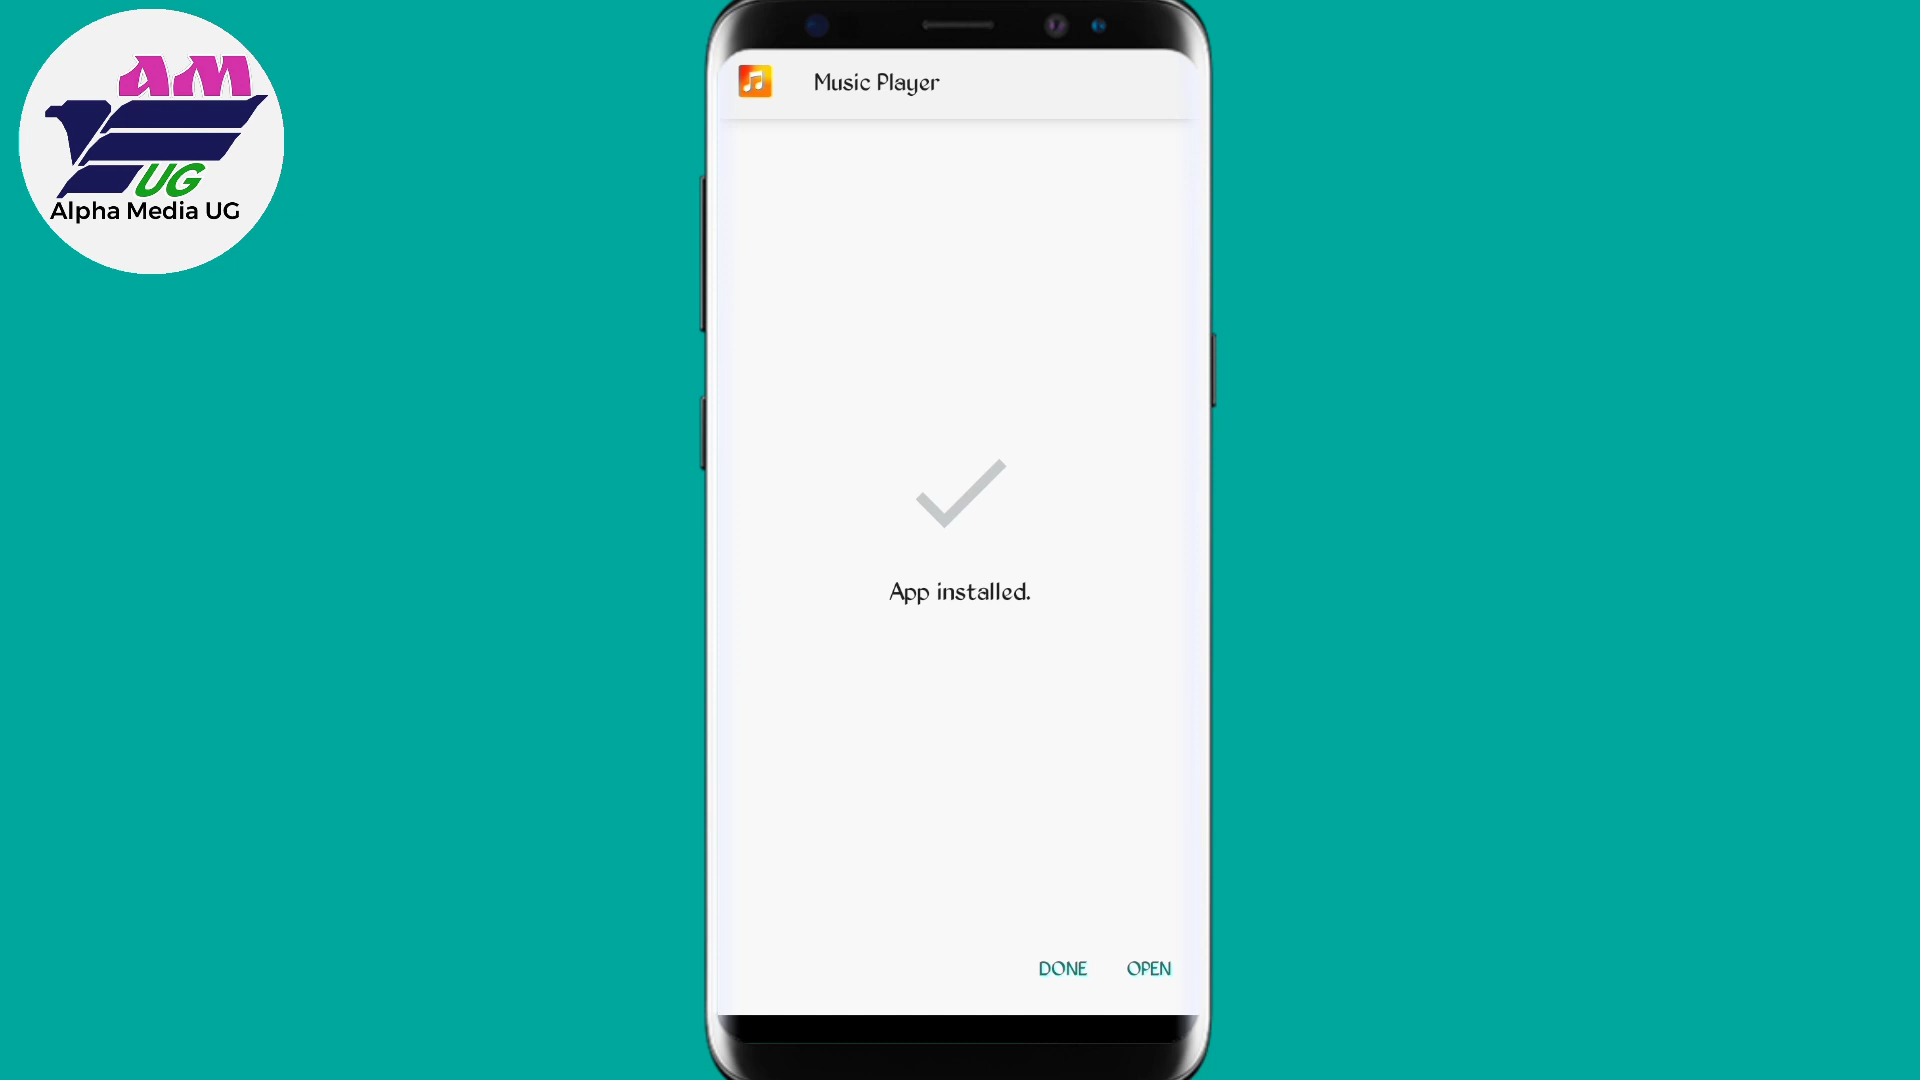 AM
UG
Alpha Media UG
Music Player
App installed.
DONE OPEN